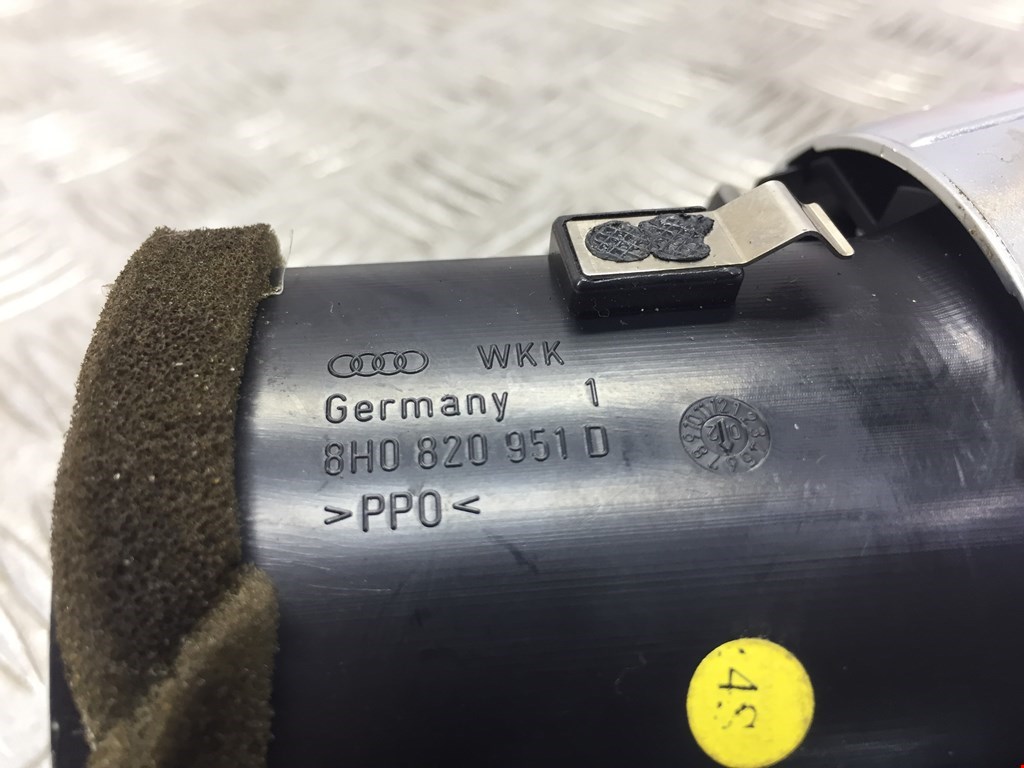 WKK
Germany 1
8H0 820 951 D
>PPO<
4S